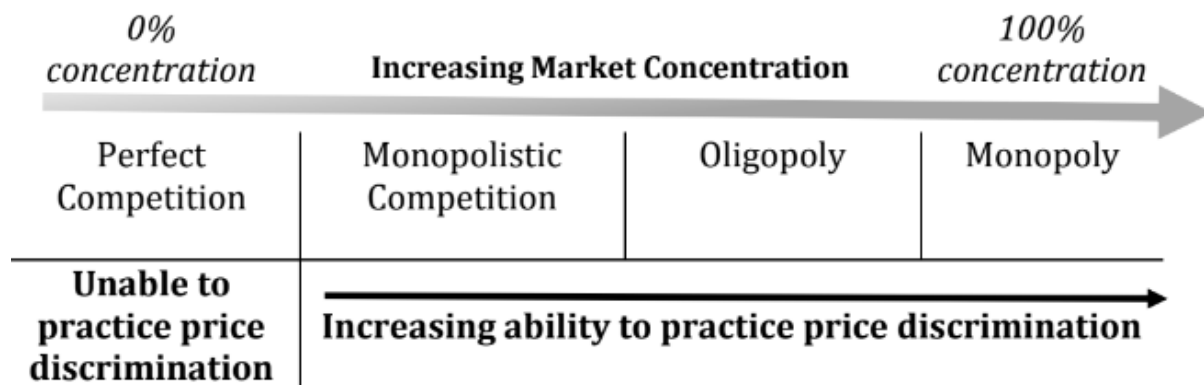 0%
concentration
Increasing Market Concentration
100%
concentration
Perfect
Competition
Monopolistic
Competition
Oligopoly
Monopoly
Unable to
practice price
discrimination
Increasing ability to practice price discrimination